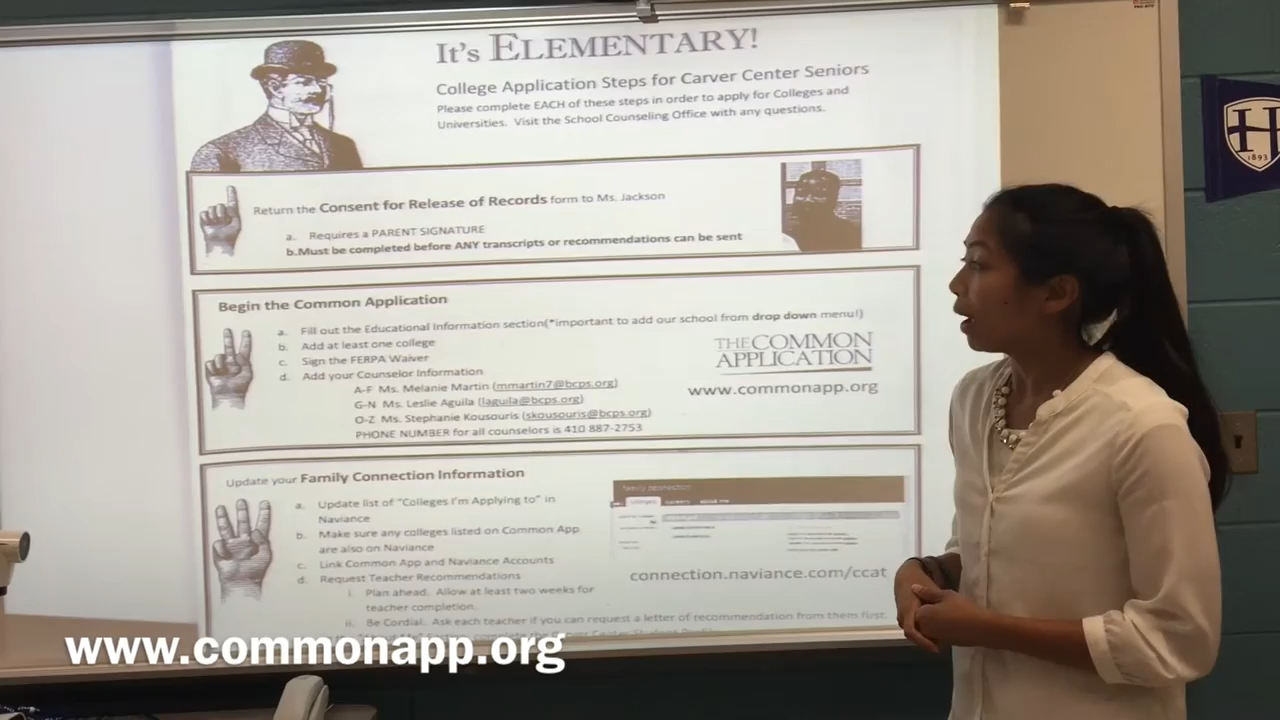 It's ELEMENTARY!
College Application Steps for Carver Center Seniors
Please complete EACH of these steps in order to apply for Colleges and
Universities. Visit the School Counseling Office with any questions.
Return the Consent for Release of Records form to Ms. Jackson
a. Requires a PARENT SIGNATURE
b.Must be completed before ANY transcripts or recommendations can be sent
Begin the Common Application
a. Fill out the Educational Information section(*important to add our school from drop down menu!)
b. Add at least one college
c. Sign the FERPA Waiver
d. Add your Counselor Information
A-F Ms. Melanie Martin (mmartin7@bcps.org)
G-N Ms. Leslie Aguila (laguila@bcps.org)
O-Z Ms. Stephanie Kousouris (skousouris@bcps.org)
PHONE NUMBER for all counselors is 410 887-2753
THE COMMON
APPLICATION
www.commonapp.org
Update your Family Connection Information
a. Update list of "Colleges I'm Applying to" in
Naviance
b. Make sure any colleges listed on Common App
are also on Naviance
c. Link Common App and Naviance Accounts
d. Request Teacher Recommendations
i. Plan ahead. Allow at least two weeks for
teacher completion.
ii. Be Cordial. Ask each teacher if you can request a letter of recommendation from them first.
family connection
colleges careers about me
connection.naviance.com/ccat
www.commonapp.org
H
1893